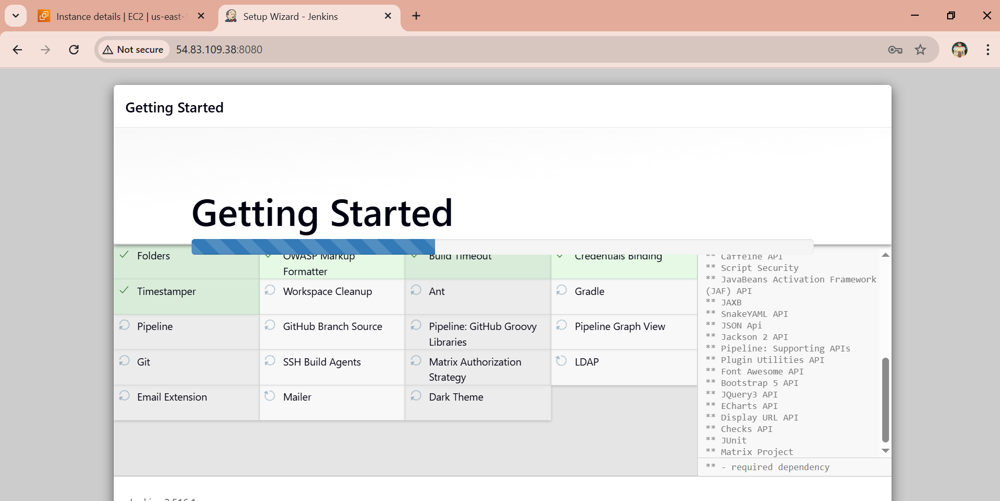 Instance details | EC2 | us-east-1
Setup Wizard - Jenkins
Not secure
54.83.109.38:8080
Getting Started
Getting Started
Folders
OWASP Markup
Formatter
Build Timeout
Credentials Binding
Timestamper
Workspace Cleanup
Ant
Gradle
Pipeline
GitHub Branch Source
Pipeline: GitHub Groovy
Libraries
Pipeline Graph View
Git
SSH Build Agents
Matrix Authorization
Strategy
LDAP
Email Extension
Mailer
Dark Theme
** Caffeine API
** Script Security
** JavaBeans Activation Framework
(JAF) API
** JAXB
** SnakeYAML API
** JSON Api
** Jackson 2 API
** Pipeline: Supporting APIs
** Plugin Utilities API
** Font Awesome API
** Bootstrap 5 API
** JQuery3 API
** ECharts API
** Display URL API
** Checks API
** JUnit
** Matrix Project
** - required dependency
Jenkins 2.516.1